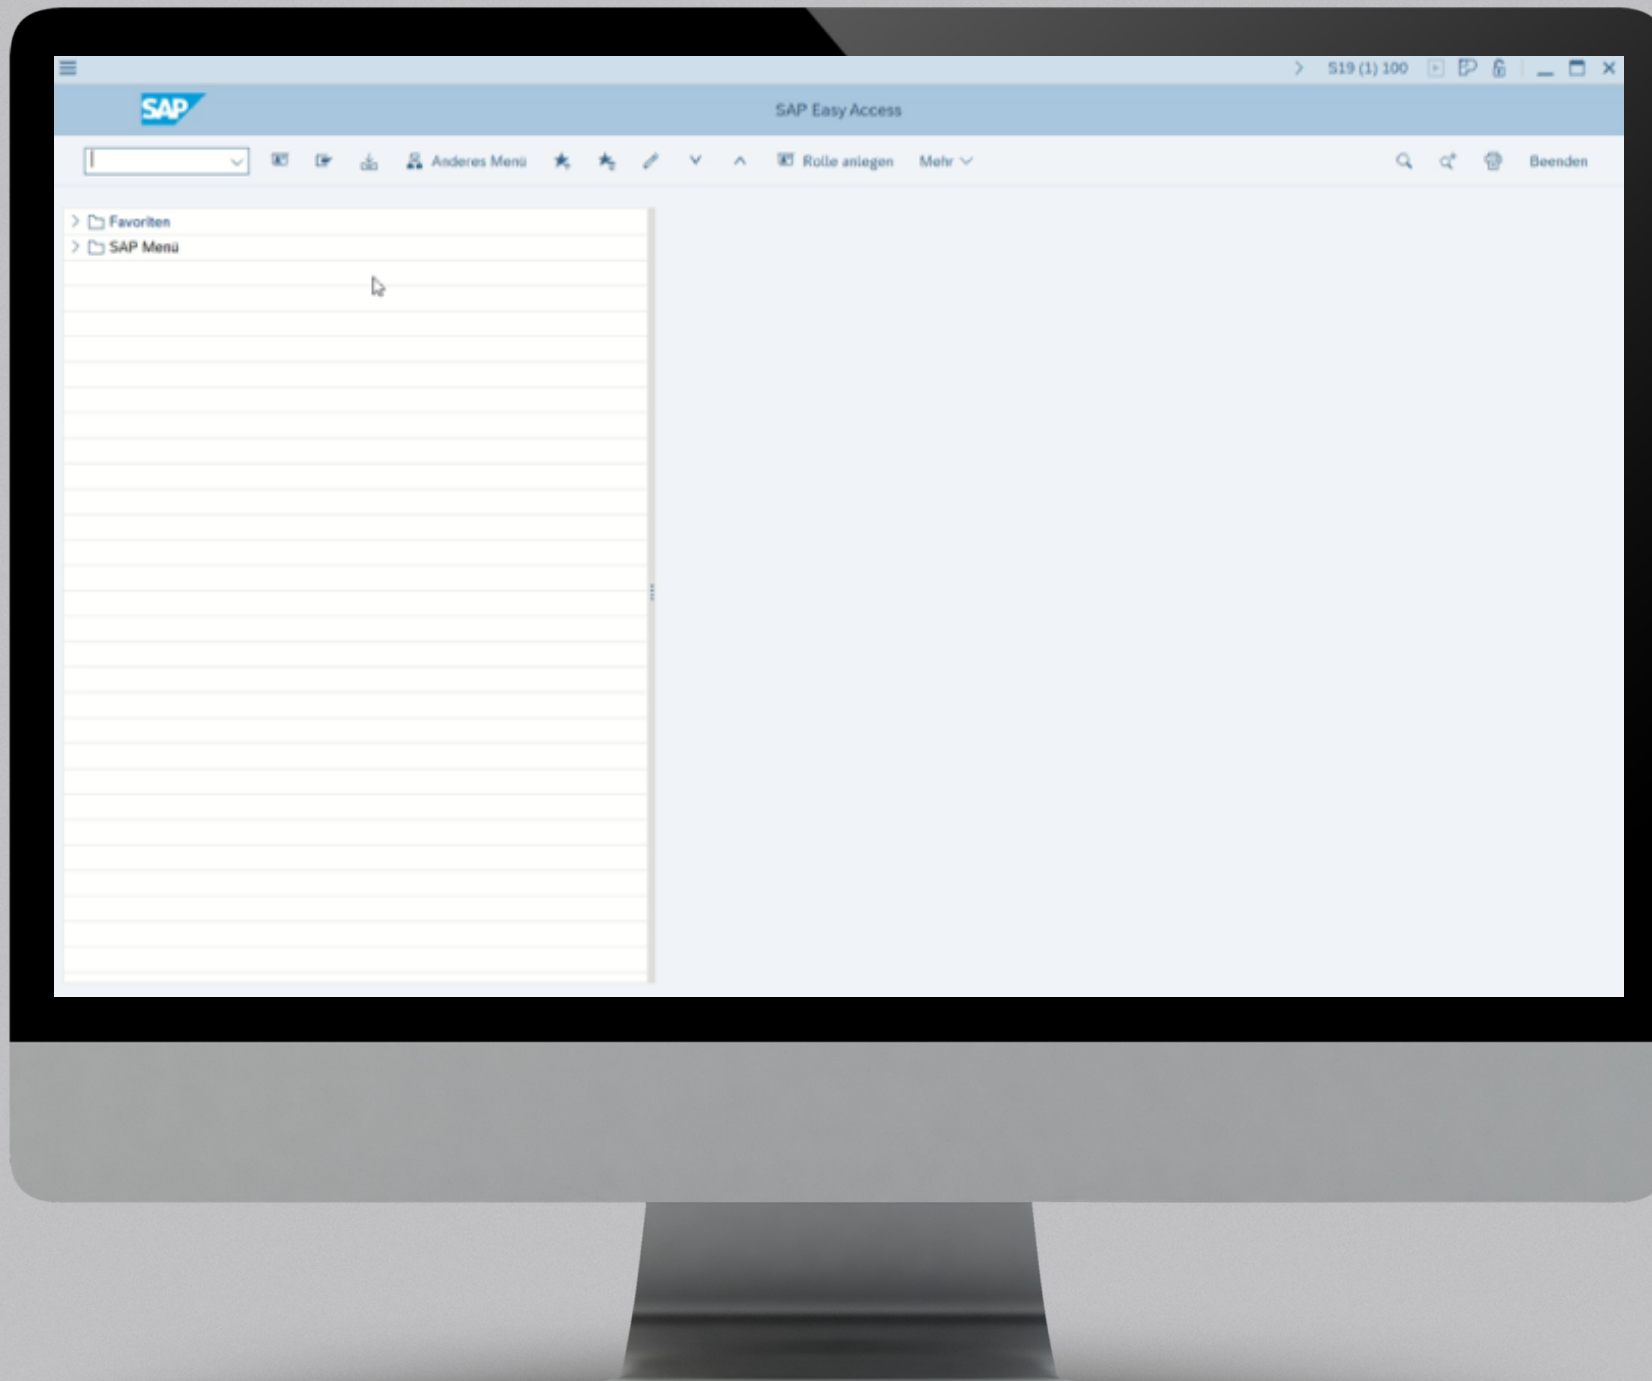 S19 (1) 100
SAP
SAP Easy Access
Anderes Menü
Rolle anlegen
Mehr
Beenden
Favoriten
SAP Menü